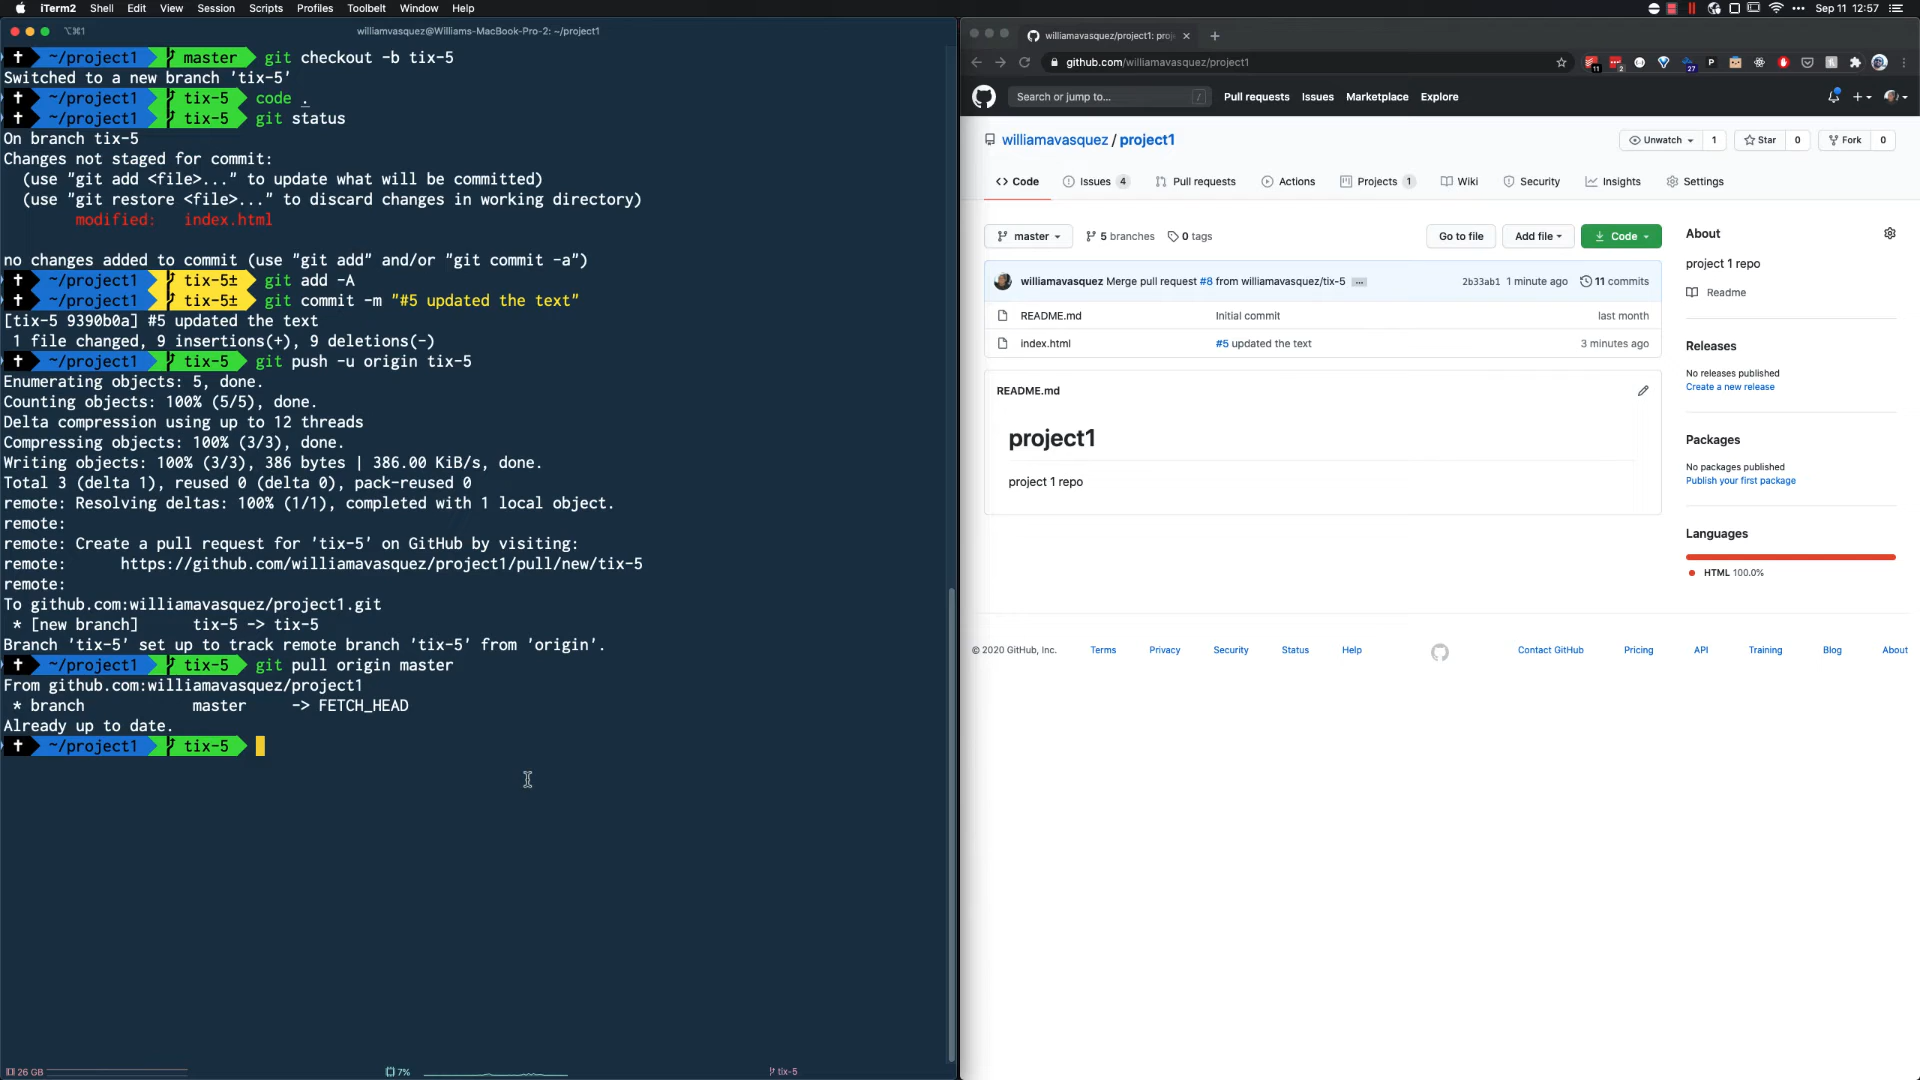 iTerm2 Shell Edit View Session Scripts Profiles Toolbelt Window Help
Sep 11 12:57
⌥⌘1 williamvasquez@Williams-MacBook-Pro-2: ~/project1
~/project1 master git checkout -b tix-5
Switched to a new branch 'tix-5'
~/project1 tix-5 code .
~/project1 tix-5 git status
On branch tix-5
Changes not staged for commit:
(use "git add <file>..." to update what will be committed)
(use "git restore <file>..." to discard changes in working directory)
modified: index.html
no changes added to commit (use "git add" and/or "git commit -a")
~/project1 tix-5± git add -A
~/project1 tix-5± git commit -m "#5 updated the text"
[tix-5 9390b0a] #5 updated the text
1 file changed, 9 insertions(+), 9 deletions(-)
~/project1 tix-5 git push -u origin tix-5
Enumerating objects: 5, done.
Counting objects: 100% (5/5), done.
Delta compression using up to 12 threads
Compressing objects: 100% (3/3), done.
Writing objects: 100% (3/3), 386 bytes | 386.00 KiB/s, done.
Total 3 (delta 1), reused 0 (delta 0), pack-reused 0
remote: Resolving deltas: 100% (1/1), completed with 1 local object.
remote:
remote: Create a pull request for 'tix-5' on GitHub by visiting:
remote: https://github.com/williamavasquez/project1/pull/new/tix-5
remote:
To github.com:williamavasquez/project1.git
* [new branch] tix-5 -> tix-5
Branch 'tix-5' set up to track remote branch 'tix-5' from 'origin'.
~/project1 tix-5 git pull origin master
From github.com:williamavasquez/project1
* branch master -> FETCH_HEAD
Already up to date.
~/project1 tix-5
26 GB 7% tix-5
williamavasquez/project1: proj
github.com/williamavasquez/project1
11 2 27 P
Search or jump to... / Pull requests Issues Marketplace Explore
williamavasquez / project1 Unwatch 1 Star 0 Fork 0
Code Issues 4 Pull requests Actions Projects 1 Wiki Security Insights Settings
master 5 branches 0 tags Go to file Add file Code
williamavasquez Merge pull request #8 from williamavasquez/tix-5 ... 2b33ab1 1 minute ago 11 commits
README.md Initial commit last month
index.html #5 updated the text 3 minutes ago
README.md
project1
project 1 repo
About
project 1 repo
Readme
Releases
No releases published
Create a new release
Packages
No packages published
Publish your first package
Languages
HTML 100.0%
© 2020 GitHub, Inc. Terms Privacy Security Status Help Contact GitHub Pricing API Training Blog About